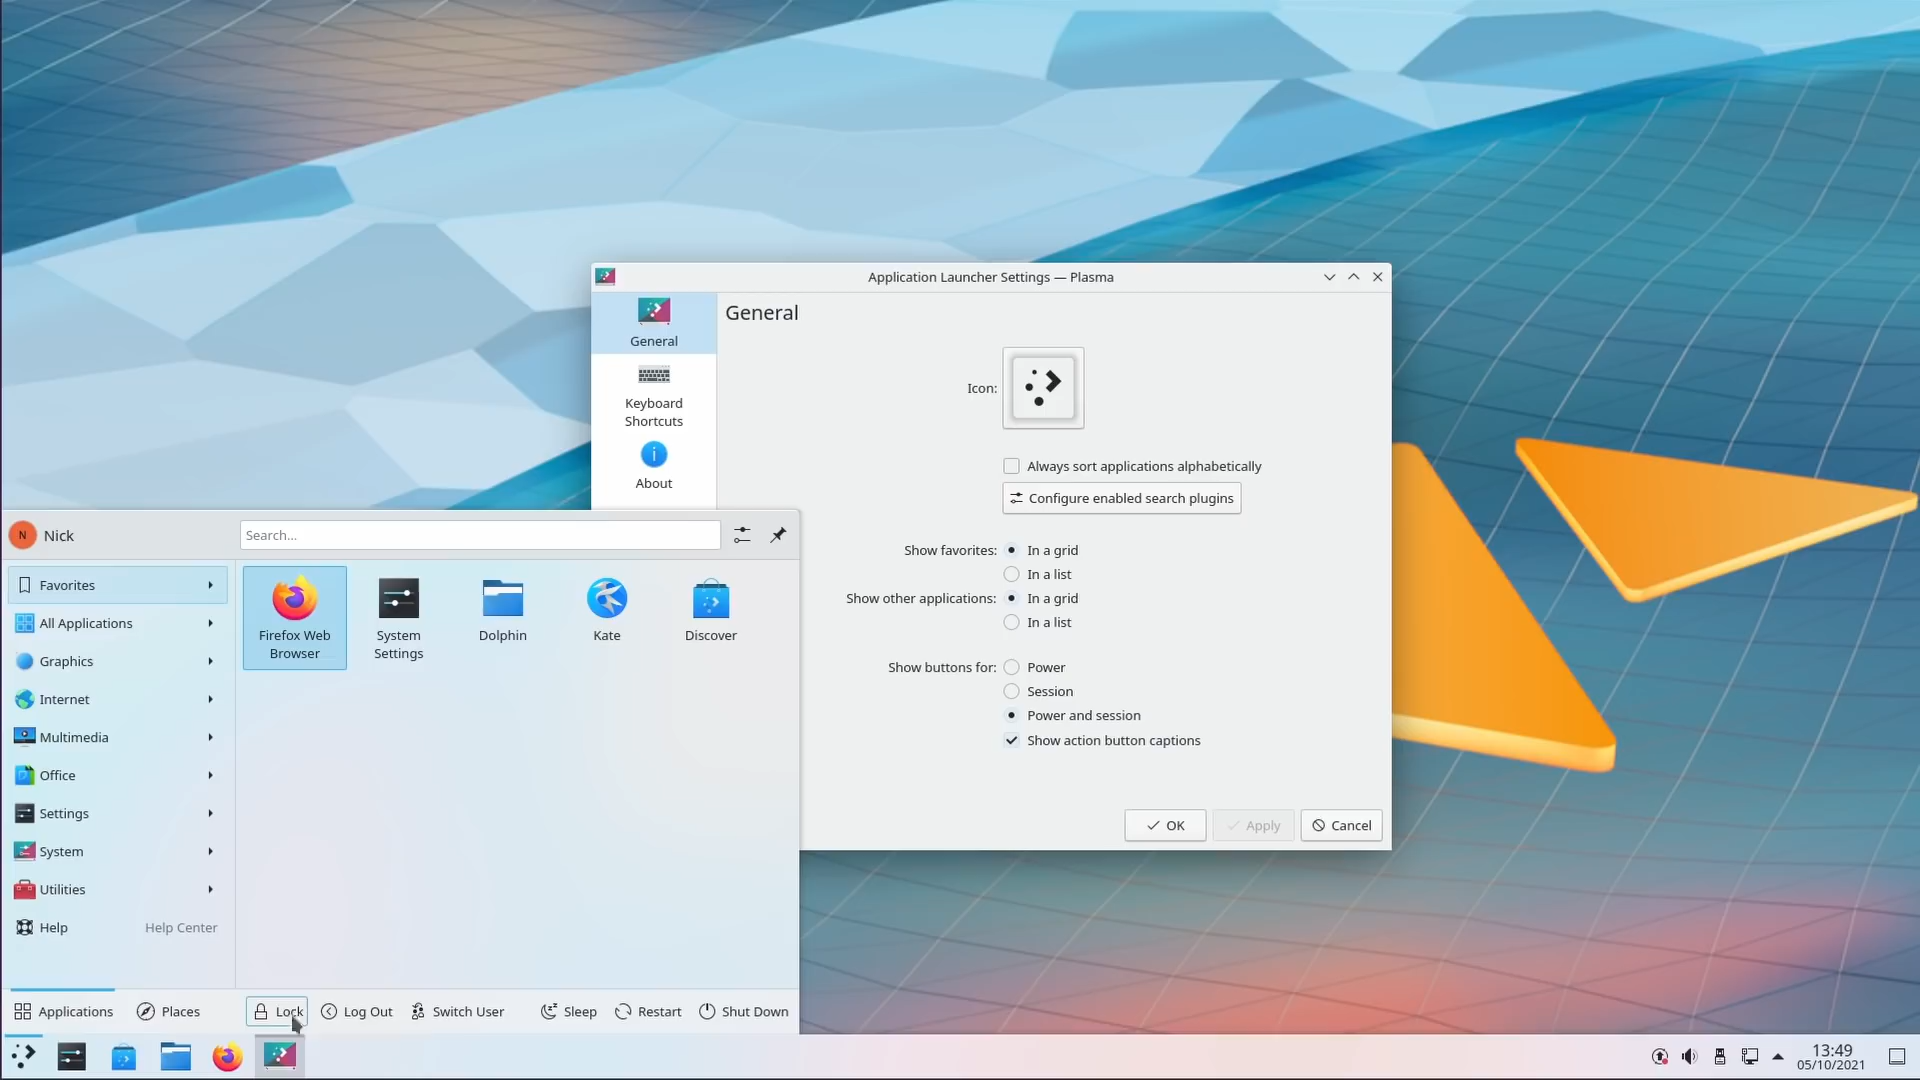 Application Launcher Settings — Plasma
General
Keyboard
Shortcuts
About
General
Icon:
Always sort applications alphabetically
Configure enabled search plugins
Show favorites:
In a grid
In a list
Show other applications:
In a grid
In a list
Show buttons for:
Power
Session
Power and session
Show action button captions
OK
Apply
Cancel
N
Nick
Search...
Favorites
All Applications
Graphics
Internet
Multimedia
Office
Settings
System
Utilities
Help
Help Center
Firefox Web
Browser
System
Settings
Dolphin
Kate
Discover
Applications
Places
Lock
Log Out
Switch User
Sleep
Restart
Shut Down
13:49
05/10/2021